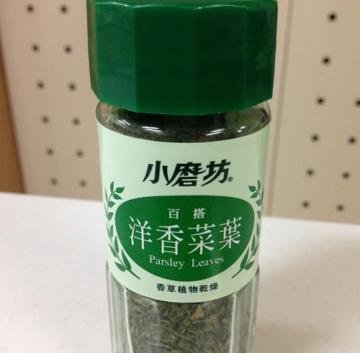 小磨坊®
百搭
洋香菜葉
Parsley Leaves
香草植物乾燥